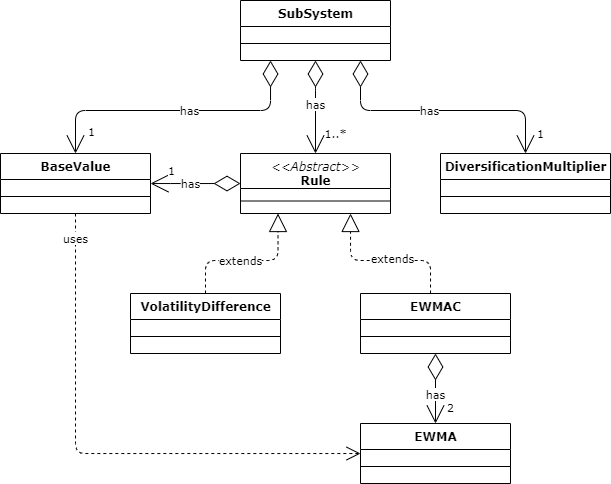 SubSystem
has
has
has
1
1..*
1
BaseValue
<<Abstract>>
Rule
DiversificationMultiplier
1
has
uses
extends
extends
VolatilityDifference
EWMAC
has
2
EWMA